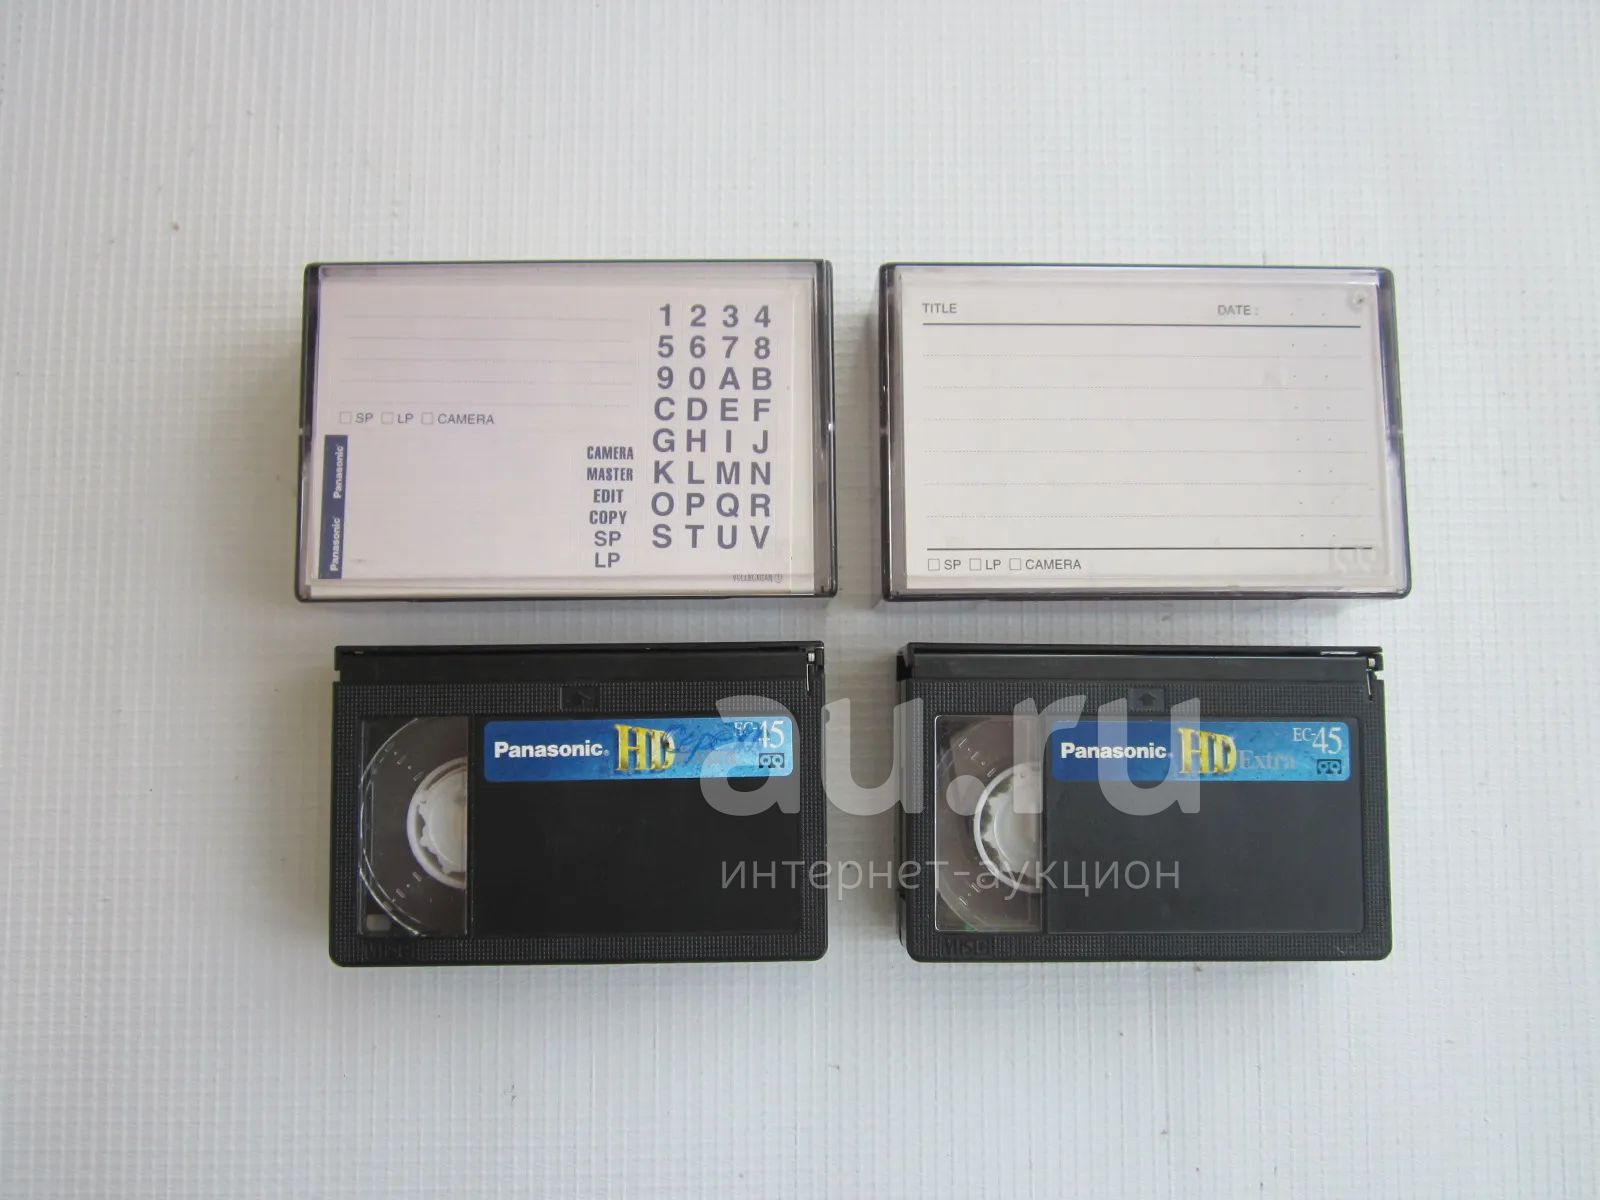 1 2 3 4
5 6 7 8
9 0 A B
C D E F
G H I J
K L M N
O P Q R
S T U V
SP LP CAMERA
CAMERA
MASTER
EDIT
COPY
SP
LP
Panasonic
Panasonic
TITLE DATE:
SP LP CAMERA
Panasonic HD EC-45
Panasonic HD Extra EC-45
au.ru
интернет-аукцион